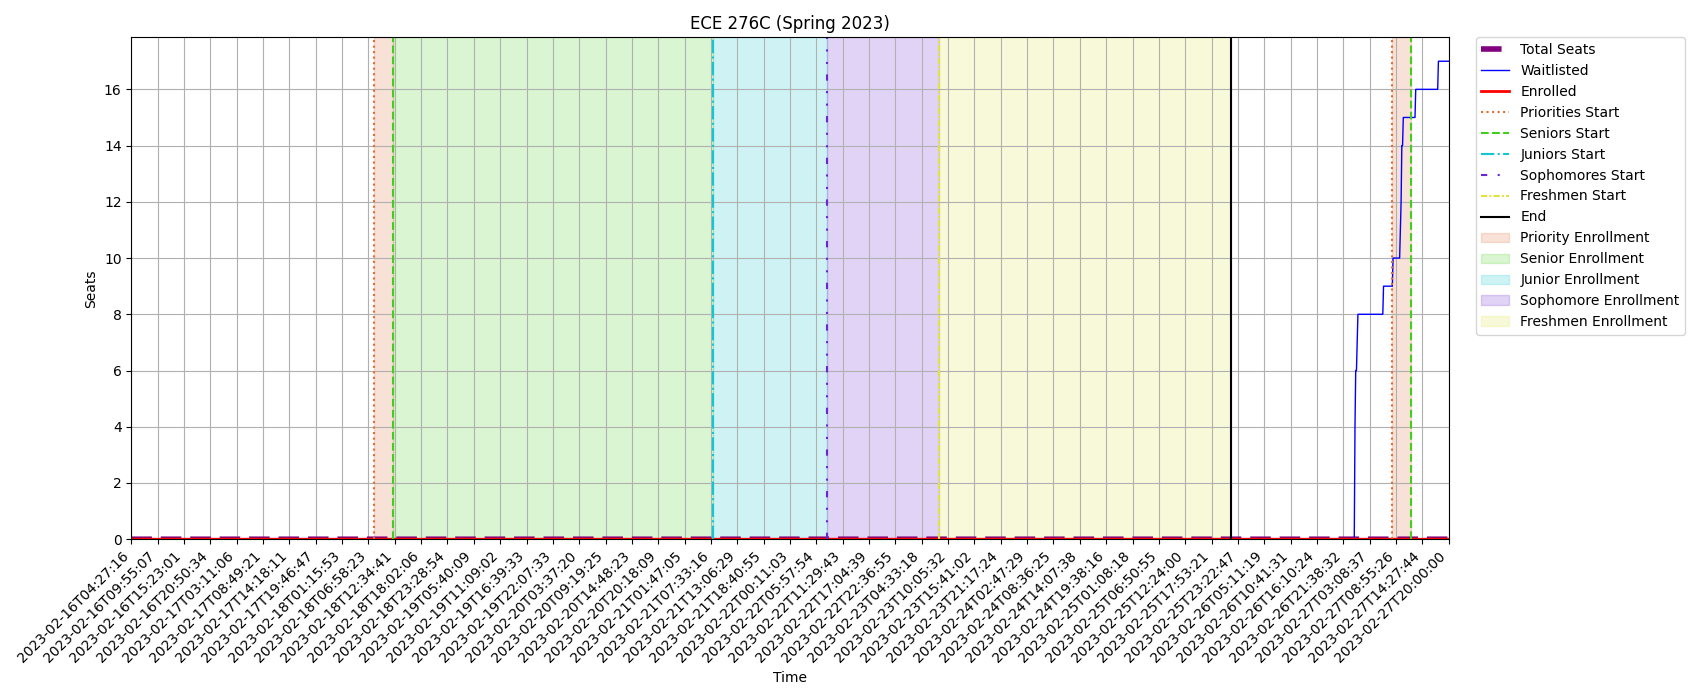 ECE 276C (Spring 2023)
Seats
16
14
12
10
8
6
4
2
0
2023-02-16T04:27:16
2023-02-16T09:55:07
2023-02-16T15:23:01
2023-02-16T20:50:34
2023-02-17T03:11:06
2023-02-17T08:49:21
2023-02-17T14:18:11
2023-02-17T19:46:47
2023-02-18T01:15:53
2023-02-18T06:58:23
2023-02-18T12:34:41
2023-02-18T18:02:06
2023-02-18T23:28:54
2023-02-19T05:40:09
2023-02-19T11:09:02
2023-02-19T16:39:33
2023-02-19T22:07:33
2023-02-20T03:37:20
2023-02-20T09:19:25
2023-02-20T14:48:23
2023-02-20T20:18:09
2023-02-21T01:47:05
2023-02-21T07:33:16
2023-02-21T13:06:29
2023-02-21T18:40:55
2023-02-22T00:11:03
2023-02-22T05:57:54
2023-02-22T11:29:43
2023-02-22T17:04:39
2023-02-22T22:36:55
2023-02-23T04:33:18
2023-02-23T10:05:32
2023-02-23T15:41:02
2023-02-23T21:17:24
2023-02-24T02:47:29
2023-02-24T08:36:25
2023-02-24T14:07:38
2023-02-24T19:38:16
2023-02-25T01:08:18
2023-02-25T06:50:55
2023-02-25T12:24:00
2023-02-25T17:53:21
2023-02-25T23:22:47
2023-02-26T05:11:19
2023-02-26T10:41:31
2023-02-26T16:10:24
2023-02-26T21:38:32
2023-02-27T03:08:37
2023-02-27T08:55:26
2023-02-27T14:27:44
2023-02-27T20:00:00
Time
Total Seats
Waitlisted
Enrolled
Priorities Start
Seniors Start
Juniors Start
Sophomores Start
Freshmen Start
End
Priority Enrollment
Senior Enrollment
Junior Enrollment
Sophomore Enrollment
Freshmen Enrollment